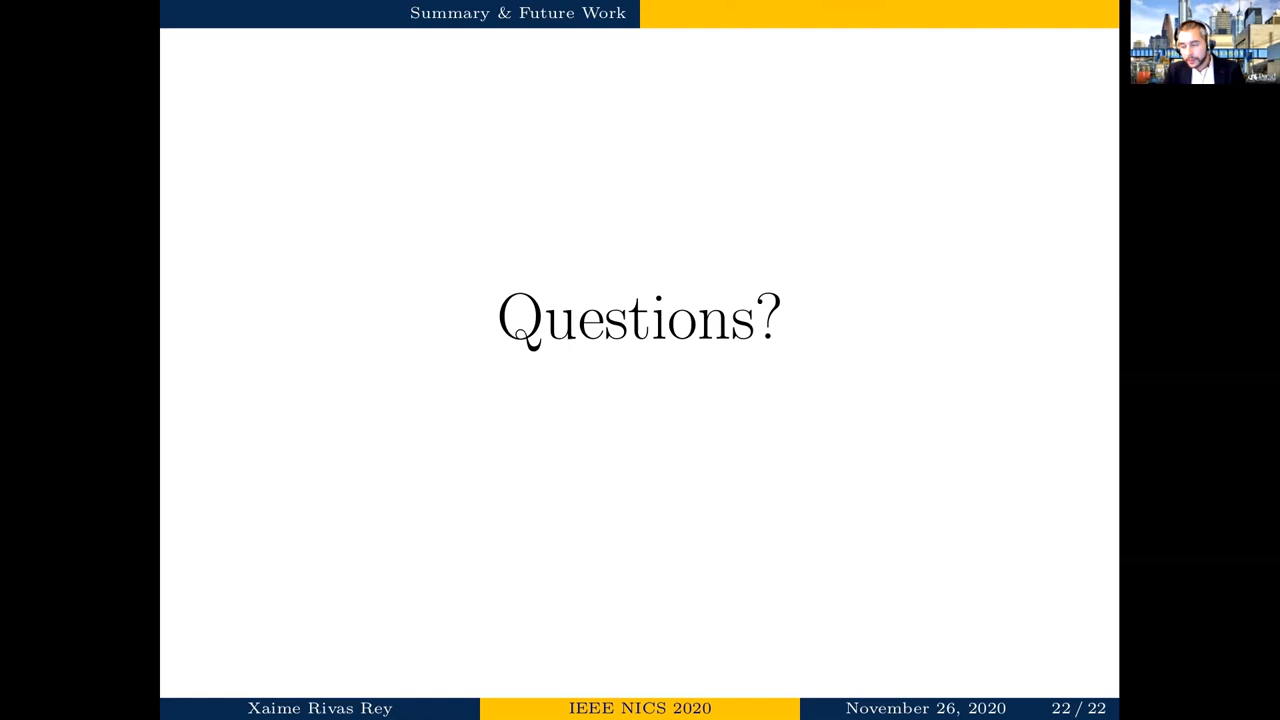 Summary & Future Work
Questions?
Xaime Rivas Rey
IEEE NICS 2020
November 26, 2020
22 / 22